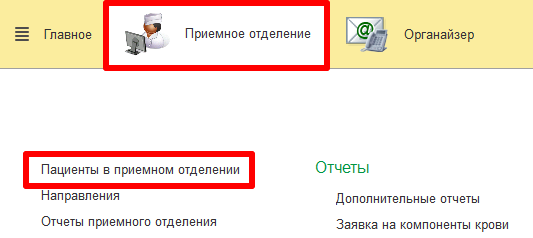 Главное
Приемное отделение
Органайзер
Пациенты в приемном отделении
Направления
Отчеты приемного отделения
Отчеты
Дополнительные отчеты
Заявка на компоненты крови